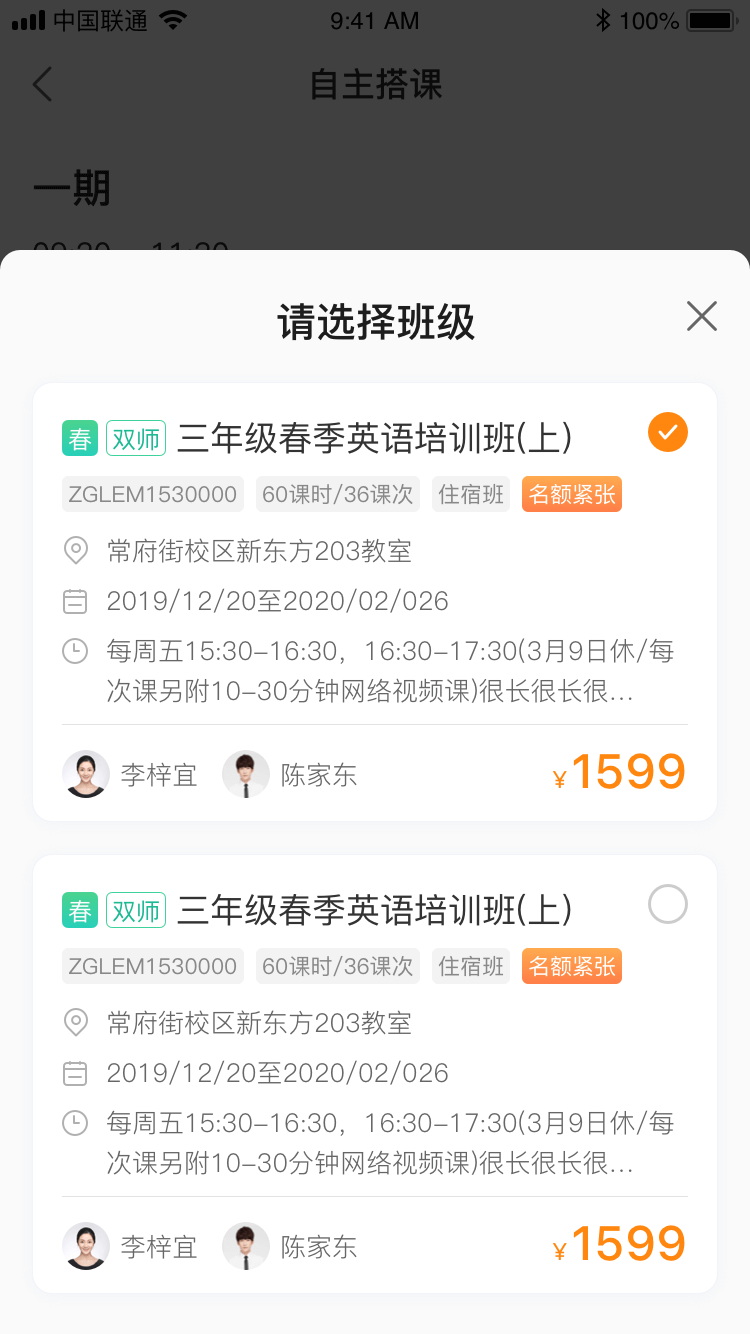 中国联通
9:41 AM
100%
自主搭课
一期
请选择班级
春 双师 三年级春季英语培训班(上)
ZGLEM1530000 60课时/36课次 住宿班 名额紧张
常府街校区新东方203教室
2019/12/20至2020/02/026
每周五15:30-16:30，16:30-17:30(3月9日休/每
次课另附10-30分钟网络视频课)很长很长很...
李梓宜 陈家东 ¥1599
春 双师 三年级春季英语培训班(上)
ZGLEM1530000 60课时/36课次 住宿班 名额紧张
常府街校区新东方203教室
2019/12/20至2020/02/026
每周五15:30-16:30，16:30-17:30(3月9日休/每
次课另附10-30分钟网络视频课)很长很长很...
李梓宜 陈家东 ¥1599